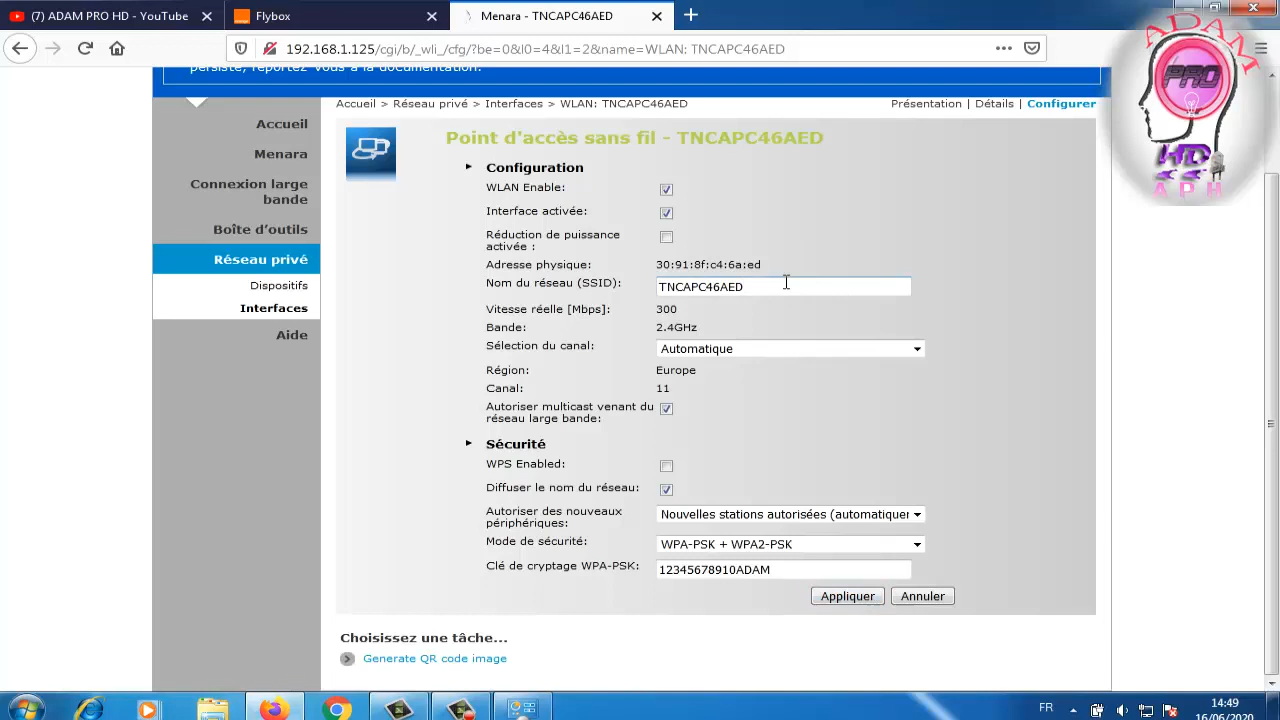 (7) ADAM PRO HD - YouTube
Flybox
Menara - TNCAPC46AED
192.168.1.125/cgi/b/_wli_/cfg/?be=0&l0=4&l1=2&name=WLAN: TNCAPC46AED
persiste, reportez vous à la documentation.
Accueil > Réseau privé > Interfaces > WLAN: TNCAPC46AED
Présentation | Détails | Configurer
Accueil
Menara
Connexion large
bande
Boîte d'outils
Réseau privé
Dispositifs
Interfaces
Aide
Point d'accès sans fil - TNCAPC46AED
Configuration
WLAN Enable:
Interface activée:
Réduction de puissance
activée :
Adresse physique: 30:91:8f:c4:6a:ed
Nom du réseau (SSID): TNCAPC46AED
Vitesse réelle [Mbps]: 300
Bande: 2.4GHz
Sélection du canal: Automatique
Région: Europe
Canal: 11
Autoriser multicast venant du
réseau large bande:
Sécurité
WPS Enabled:
Diffuser le nom du réseau:
Autoriser des nouveaux
périphériques: Nouvelles stations autorisées (automatiquer
Mode de sécurité: WPA-PSK + WPA2-PSK
Clé de cryptage WPA-PSK: 12345678910ADAM
Appliquer Annuler
Choisissez une tâche...
Generate QR code image
ADAM
PRO
HD
APH
FR
14:49
16/06/2020